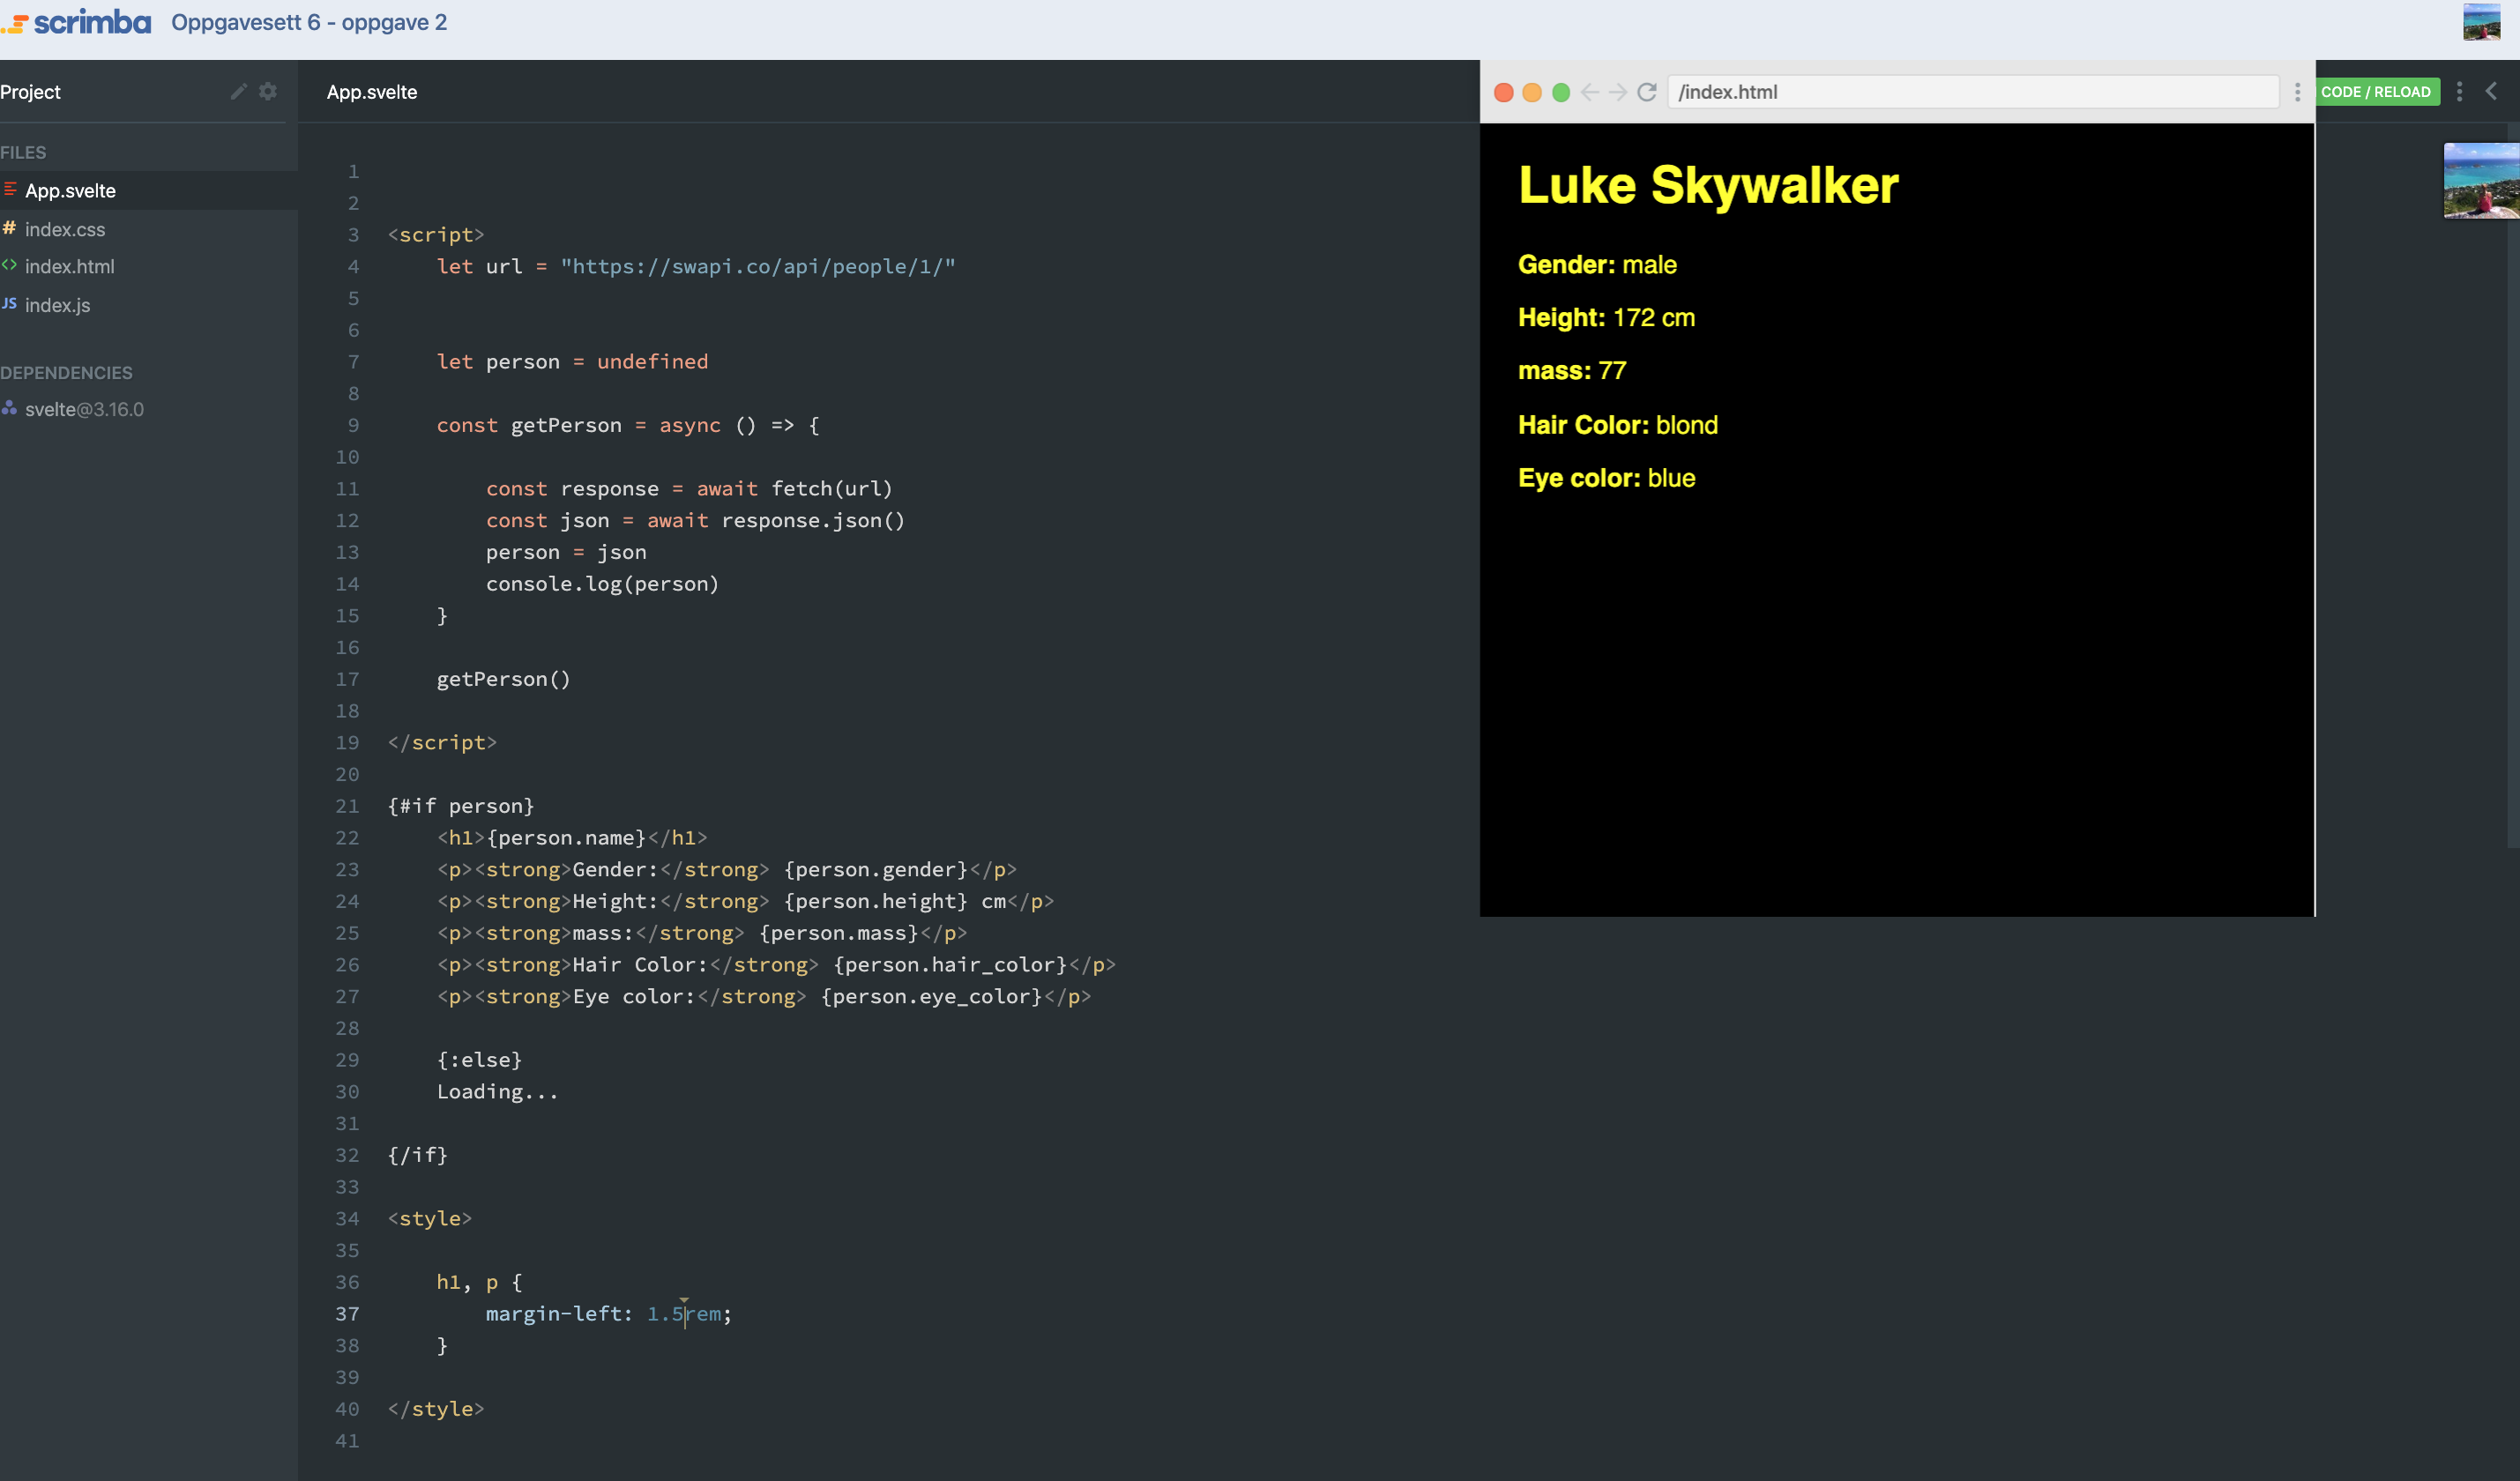 scrimba Oppgavesett 6 - oppgave 2
Project
App.svelte
/index.html
CODE / RELOAD
FILES
App.svelte
# index.css
<> index.html
JS index.js
DEPENDENCIES
svelte@3.16.0
1
2
3 <script>
4 let url = "https://swapi.co/api/people/1/"
5
6
7 let person = undefined
8
9 const getPerson = async () => {
10
11 const response = await fetch(url)
12 const json = await response.json()
13 person = json
14 console.log(person)
15 }
16
17 getPerson()
18
19 </script>
20
21 {#if person}
22 <h1>{person.name}</h1>
23 <p><strong>Gender:</strong> {person.gender}</p>
24 <p><strong>Height:</strong> {person.height} cm</p>
25 <p><strong>mass:</strong> {person.mass}</p>
26 <p><strong>Hair Color:</strong> {person.hair_color}</p>
27 <p><strong>Eye color:</strong> {person.eye_color}</p>
28
29 {:else}
30 Loading...
31
32 {/if}
33
34 <style>
35
36 h1, p {
37 margin-left: 1.5rem;
38 }
39
40 </style>
41
Luke Skywalker
Gender: male
Height: 172 cm
mass: 77
Hair Color: blond
Eye color: blue